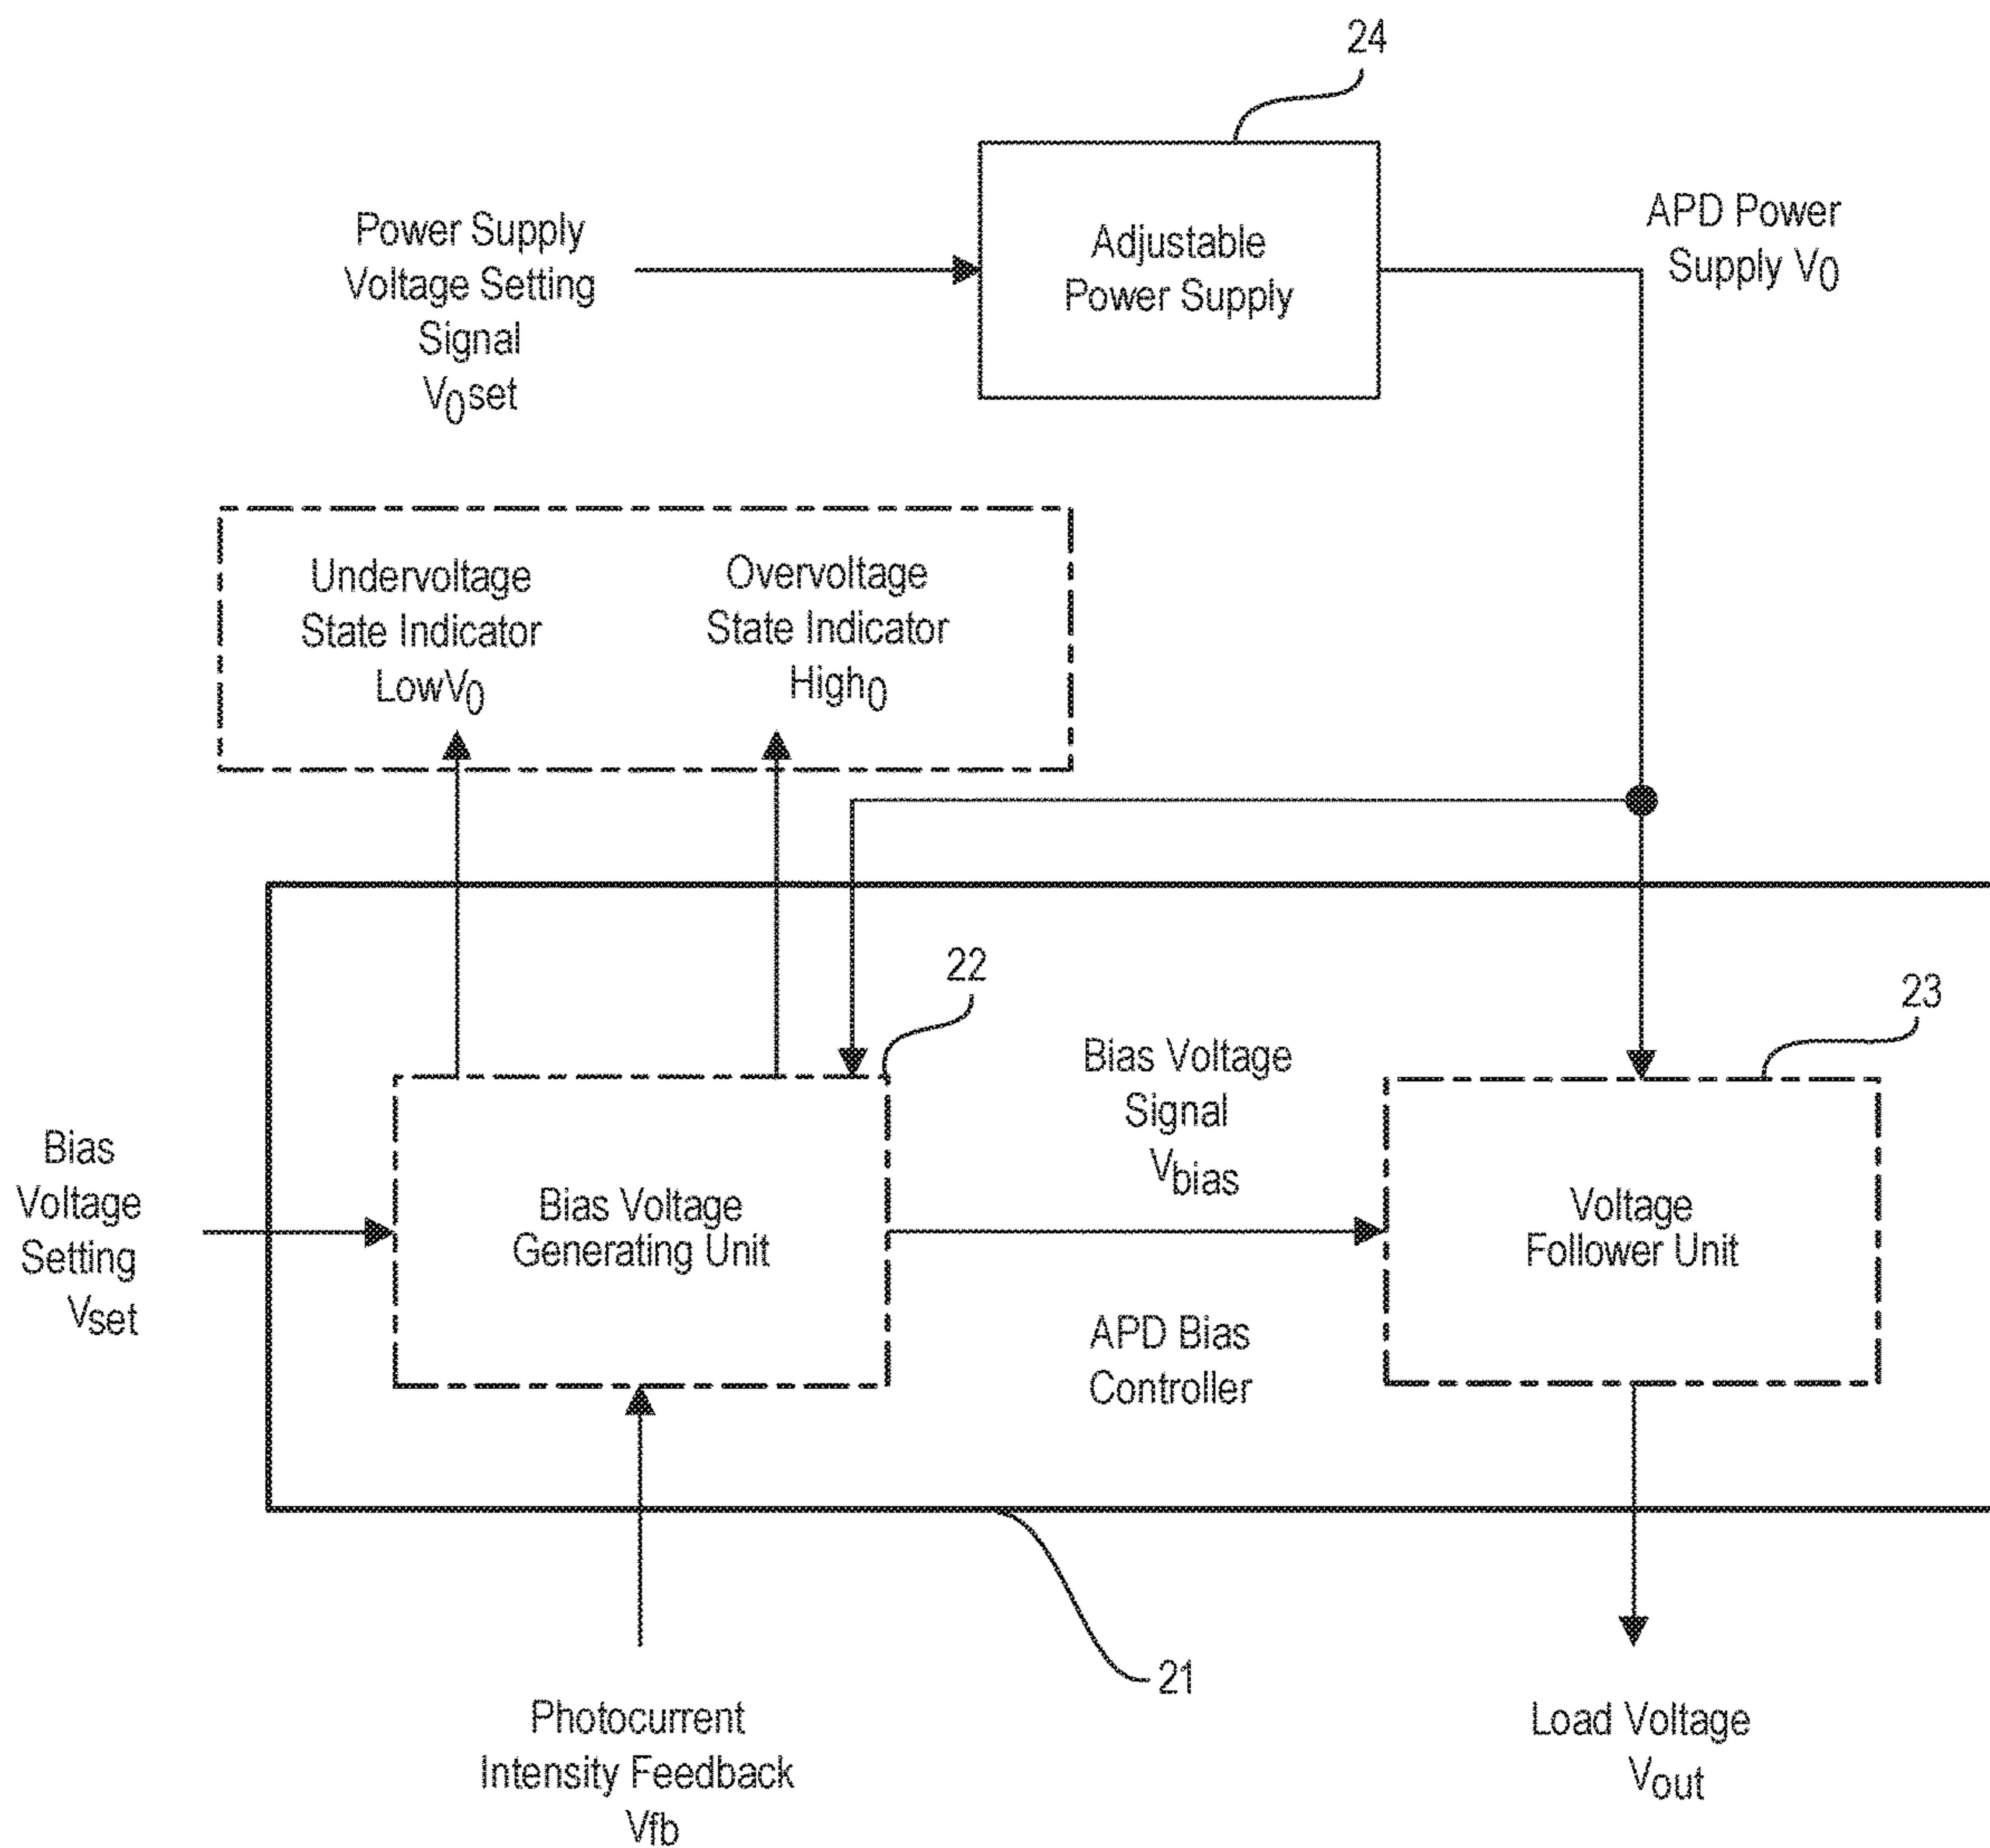 24
Power Supply
Voltage Setting
Signal
V0set
Adjustable
Power Supply
APD Power
Supply V0
Undervoltage
State Indicator
LowV0
Overvoltage
State Indicator
High0
22
23
Bias
Voltage
Setting
Vset
Bias Voltage
Generating Unit
Bias Voltage
Signal
Vbias
APD Bias
Controller
Voltage
Follower Unit
21
Photocurrent
Intensity Feedback
Vfb
Load Voltage
Vout